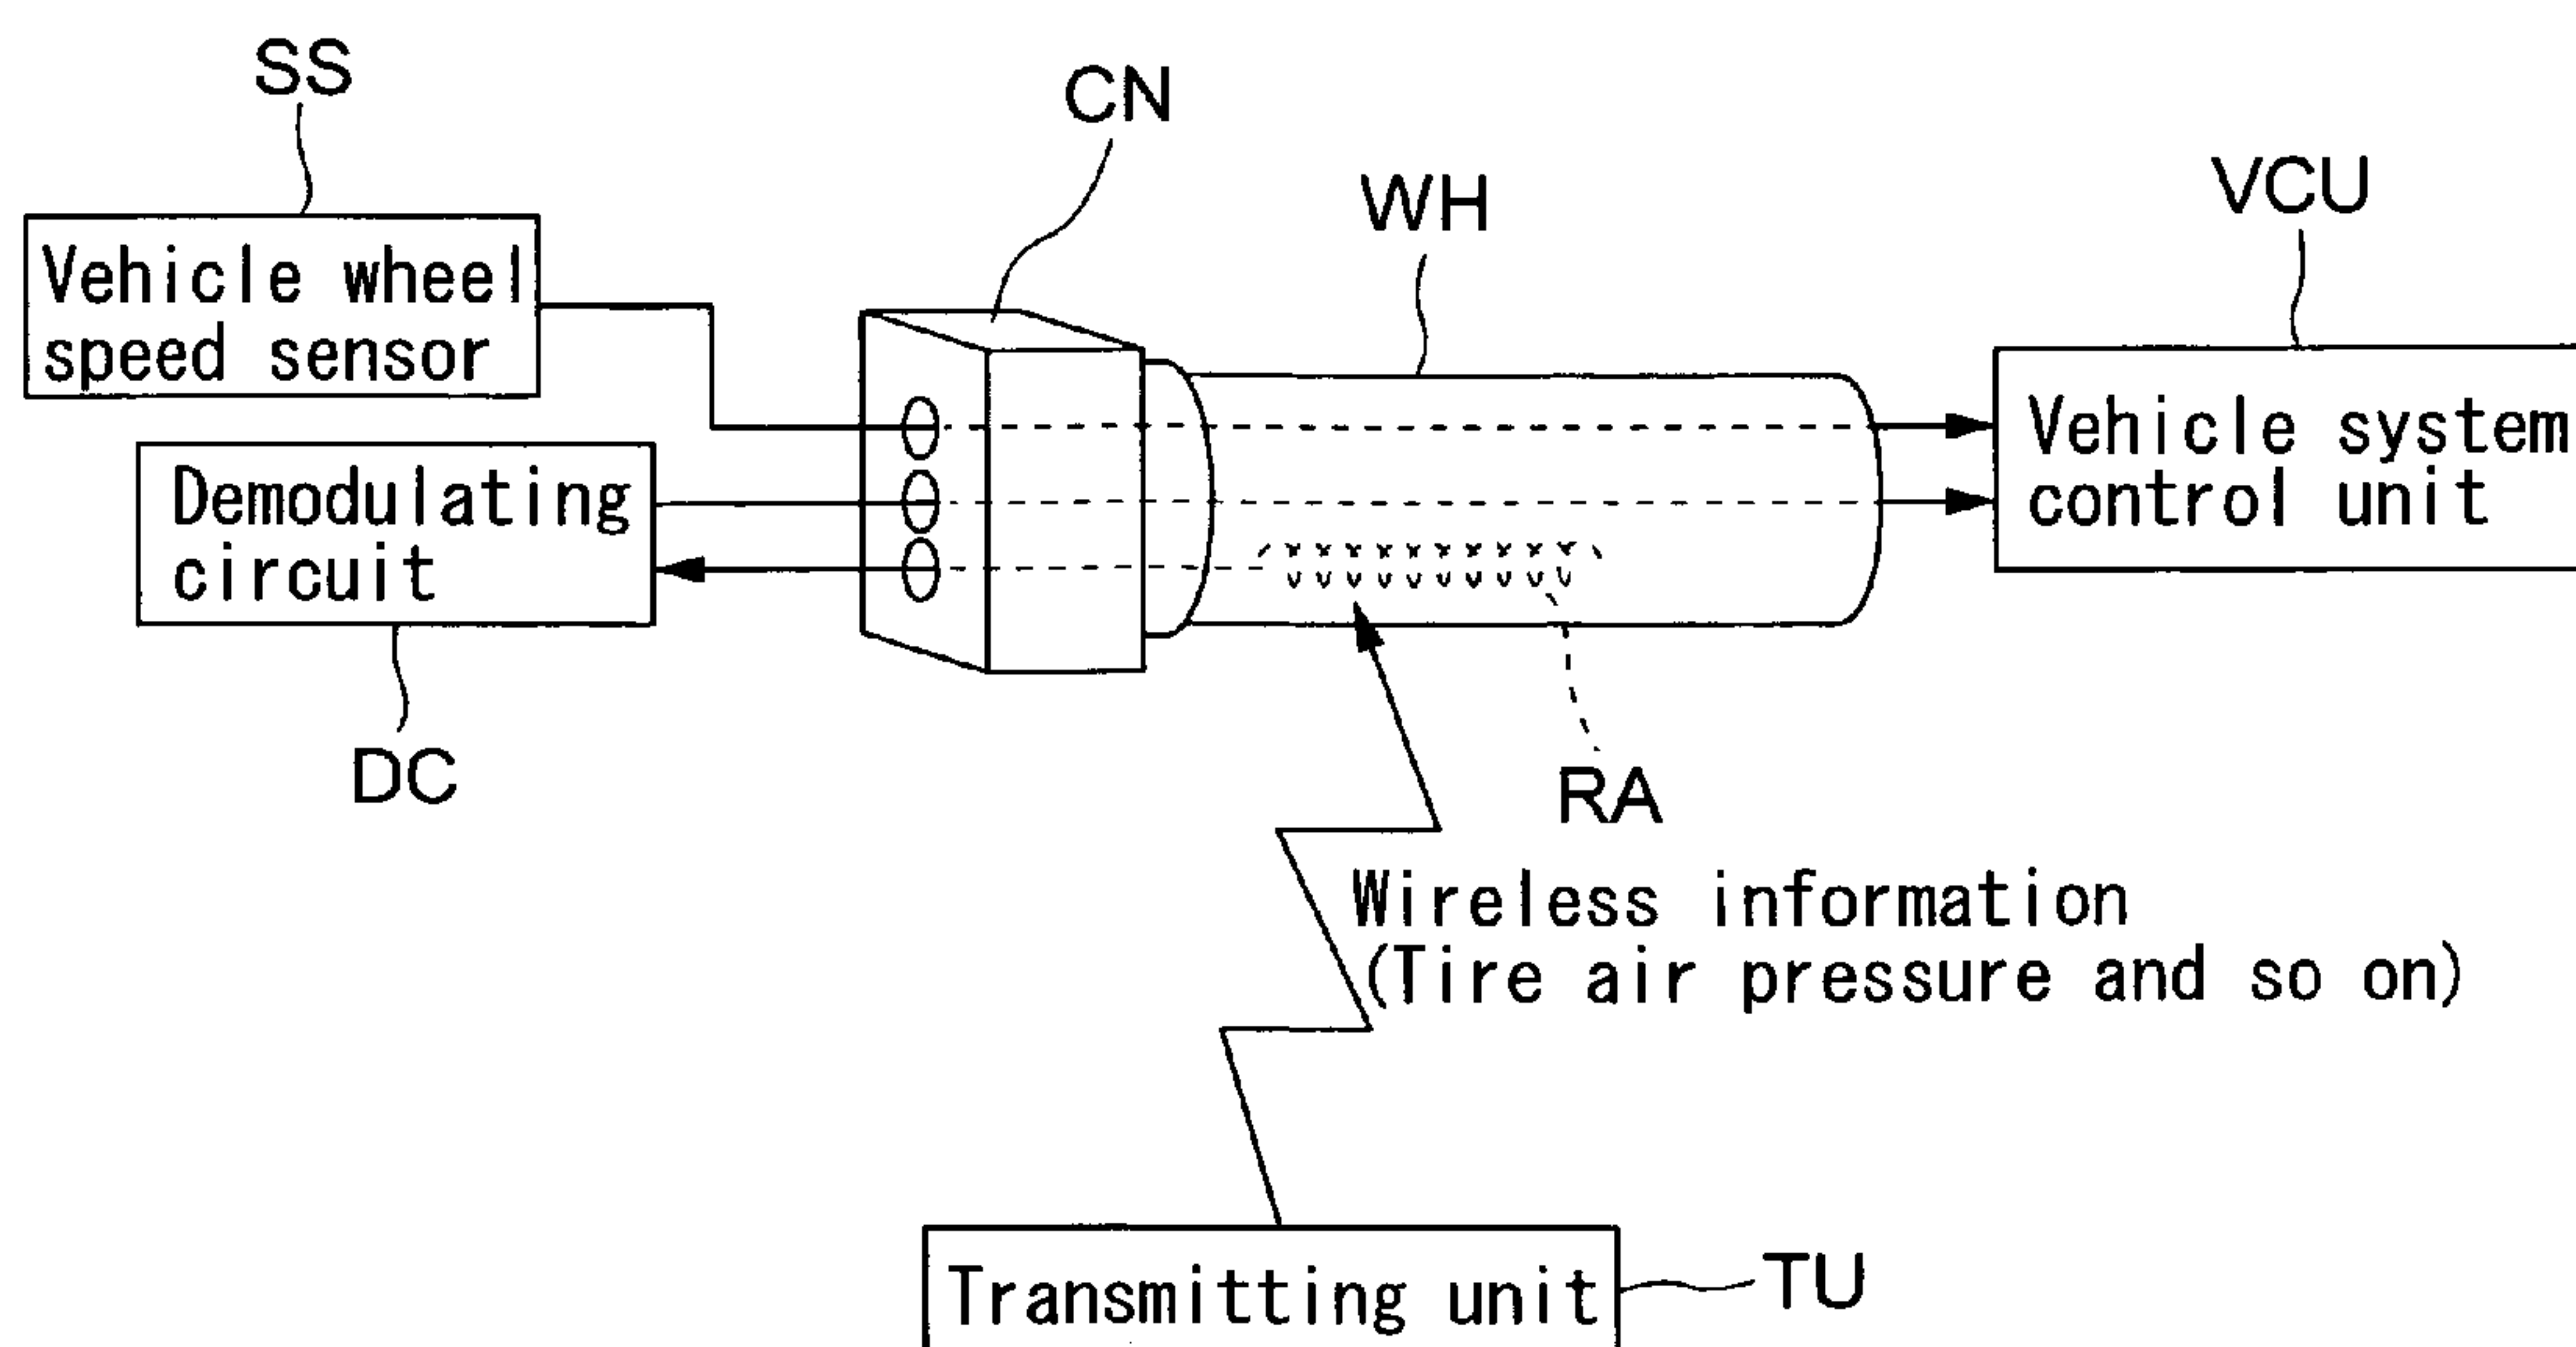 SS
CN
WH
VCU
Vehicle wheel
speed sensor
Vehicle system
control unit
Demodulating
circuit
DC
RA
Wireless information
(Tire air pressure and so on)
Transmitting unit
TU